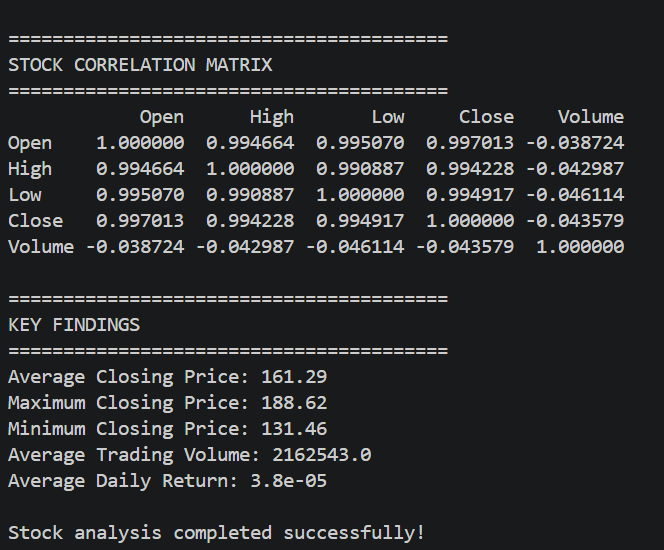 ========================================
STOCK CORRELATION MATRIX
========================================
            Open      High       Low     Close    Volume
Open    1.000000  0.994664  0.995070  0.997013 -0.038724
High    0.994664  1.000000  0.990887  0.994228 -0.042987
Low     0.995070  0.990887  1.000000  0.994917 -0.046114
Close   0.997013  0.994228  0.994917  1.000000 -0.043579
Volume -0.038724 -0.042987 -0.046114 -0.043579  1.000000

========================================
KEY FINDINGS
========================================
Average Closing Price: 161.29
Maximum Closing Price: 188.62
Minimum Closing Price: 131.46
Average Trading Volume: 2162543.0
Average Daily Return: 3.8e-05

Stock analysis completed successfully!